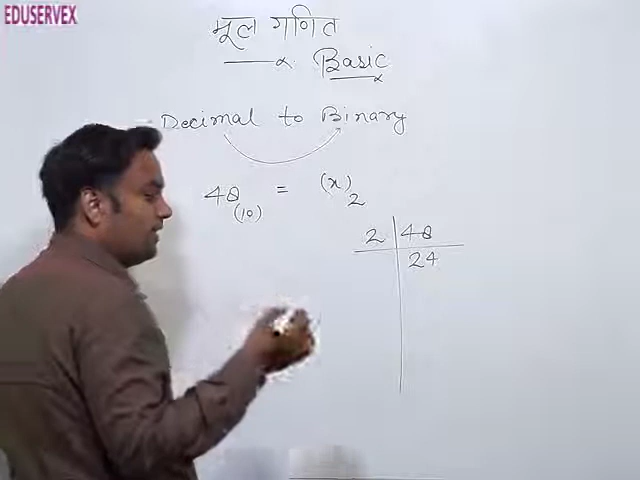 EDUSERVEX
मूल गणित
Basic
Decimal to Binary
48 (10) = (x) 2
2 48
24